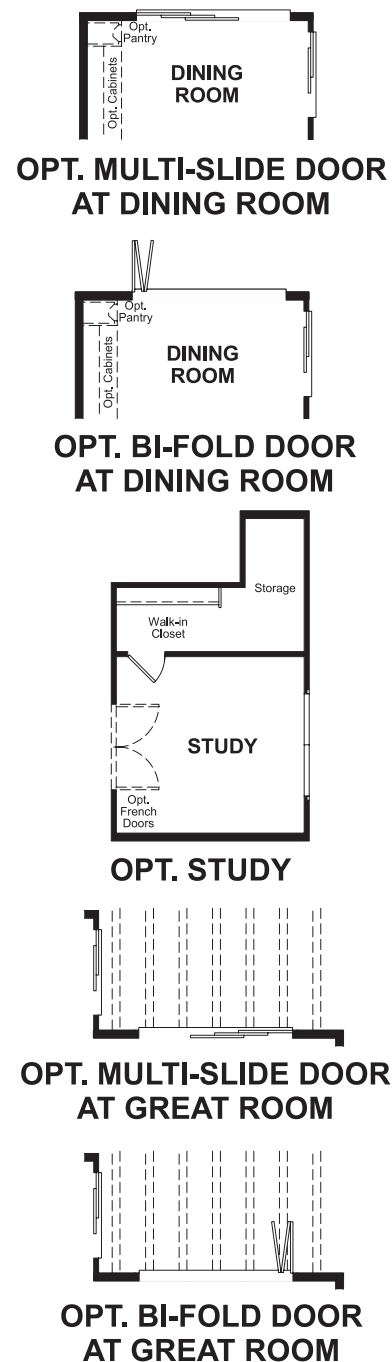 Opt.
Pantry
Opt. Cabinets
DINING
ROOM
OPT. MULTI-SLIDE DOOR
AT DINING ROOM
Opt.
Pantry
Opt. Cabinets
DINING
ROOM
OPT. BI-FOLD DOOR
AT DINING ROOM
Storage
Walk-in
Closet
STUDY
Opt.
French
Doors
OPT. STUDY
OPT. MULTI-SLIDE DOOR
AT GREAT ROOM
OPT. BI-FOLD DOOR
AT GREAT ROOM